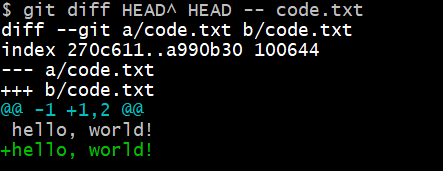 $ git diff HEAD^ HEAD -- code.txt
diff --git a/code.txt b/code.txt
index 270c611..a990b30 100644
--- a/code.txt
+++ b/code.txt
@@ -1 +1,2 @@
 hello, world!
+hello, world!